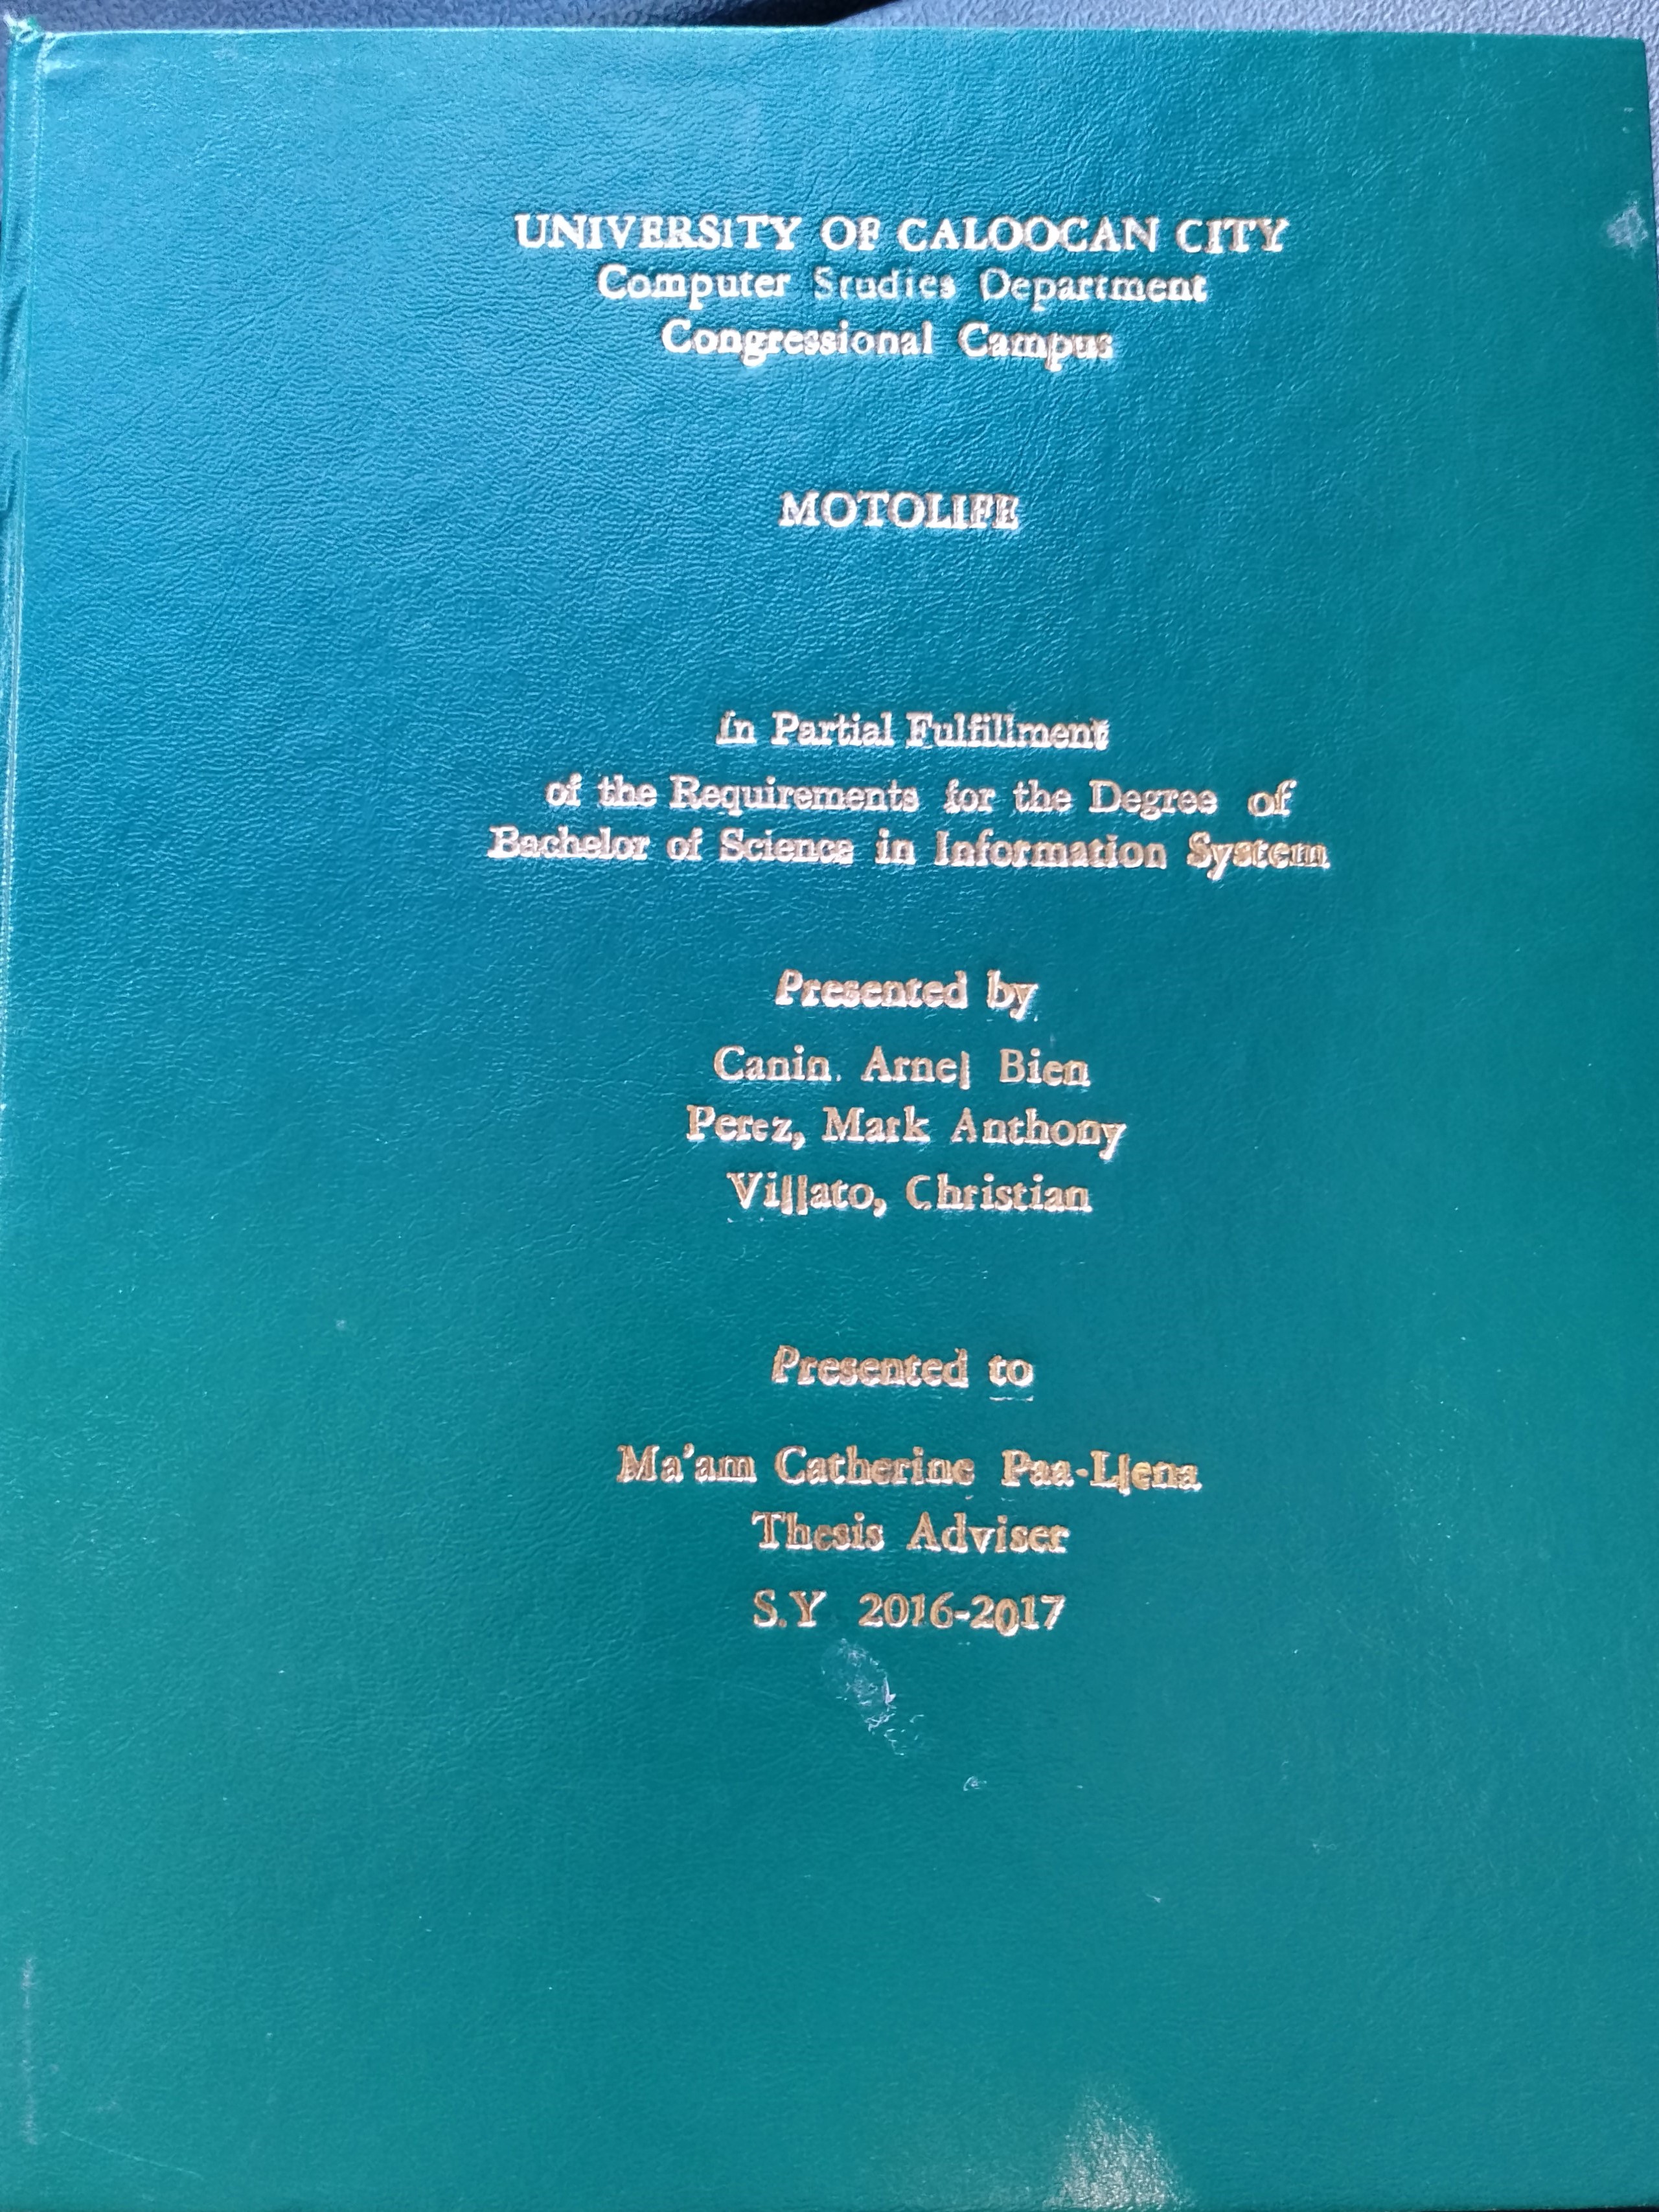 UNIVERSITY OF CALOOCAN CITY
Computer Studies Department
Congressional Campus
MOTOLIFE
In Partial Fulfillment
of the Requirements for the Degree of
Bachelor of Science in Information System
Presented by
Canin. Arnel Bien
Perez, Mark Anthony
Villato, Christian
Presented to
Ma'am Catherine Paa-Llena
Thesis Adviser
S.Y 2016-2017